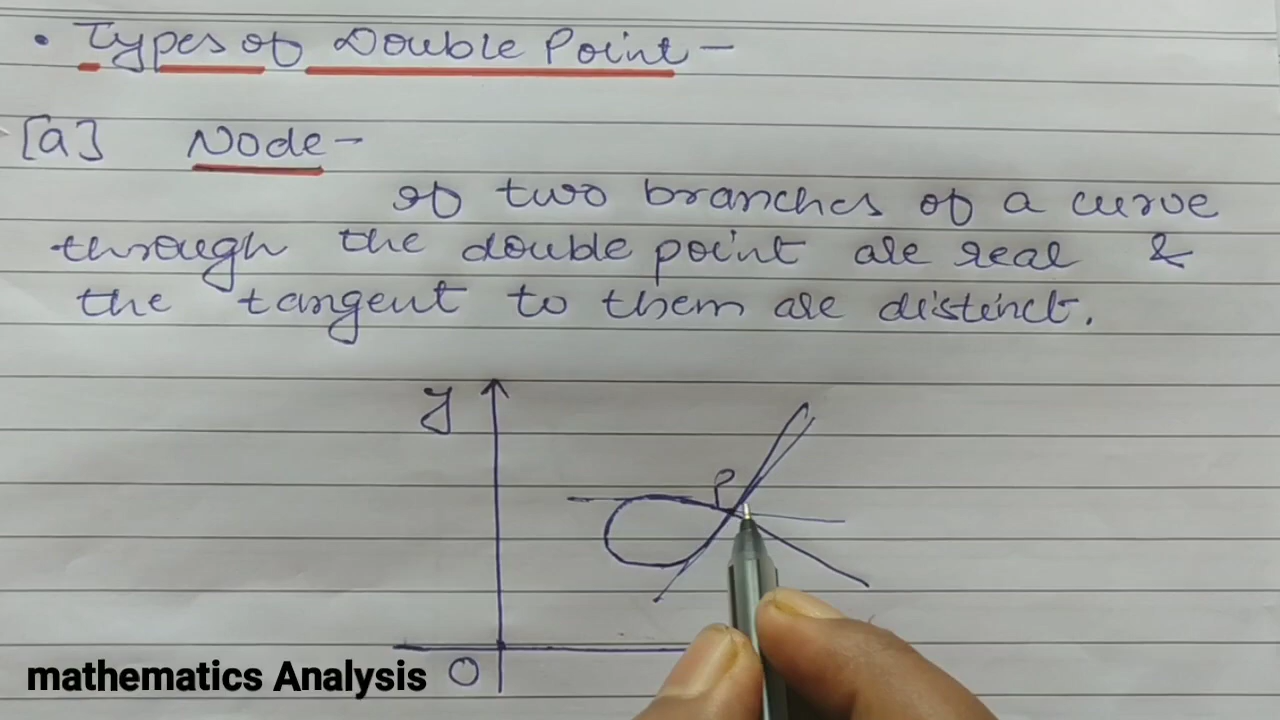 • Types of Double Point -
[a] Node -
If two branches of a curve
through the double point are real &
the tangent to them are distinct.
y
P
O
mathematics Analysis